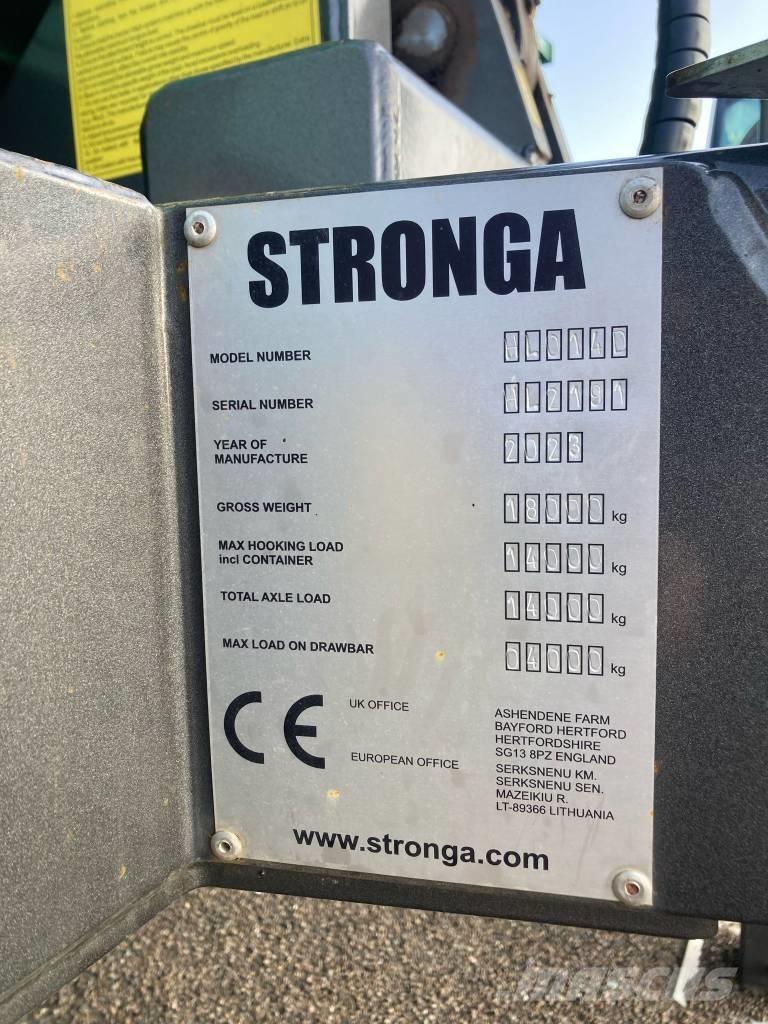 STRONGA
MODEL NUMBER HL0140
SERIAL NUMBER HL2191
YEAR OF
MANUFACTURE 2023
GROSS WEIGHT 18000 kg
MAX HOOKING LOAD
incl CONTAINER 14000 kg
TOTAL AXLE LOAD 14000 kg
MAX LOAD ON DRAWBAR 04000 kg
CE
UK OFFICE
ASHENDENE FARM
BAYFORD HERTFORD
HERTFORDSHIRE
SG13 8PZ ENGLAND
EUROPEAN OFFICE
SERKSNENU KM.
SERKSNENU SEN.
MAZEIKIU R.
LT-89366 LITHUANIA
www.stronga.com
mascus